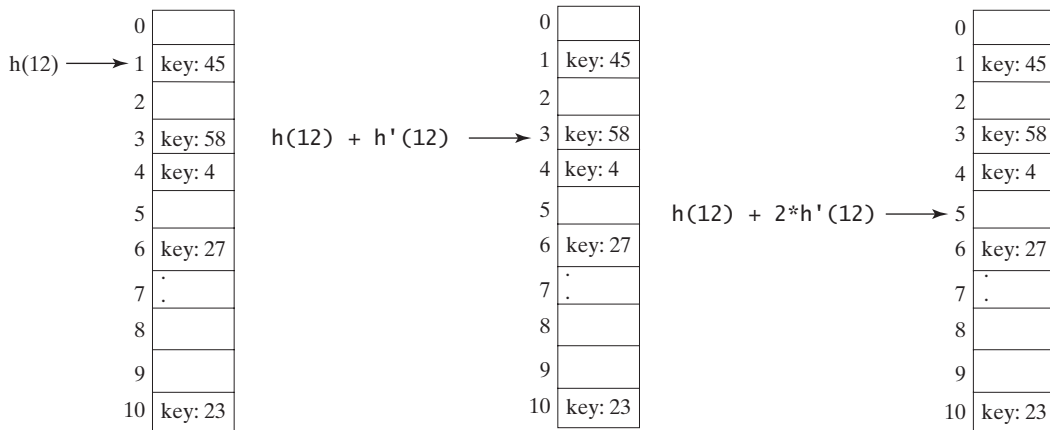 0
h(12) 1 key: 45
2
3 key: 58
4 key: 4
5
6 key: 27
7 :
8
9
10 key: 23
0
1 key: 45
2
h(12) + h'(12) 3 key: 58
4 key: 4
5
6 key: 27
7 :
8
9
10 key: 23
0
1 key: 45
2
3 key: 58
4 key: 4
h(12) + 2*h'(12) 5
6 key: 27
7 :
8
9
10 key: 23